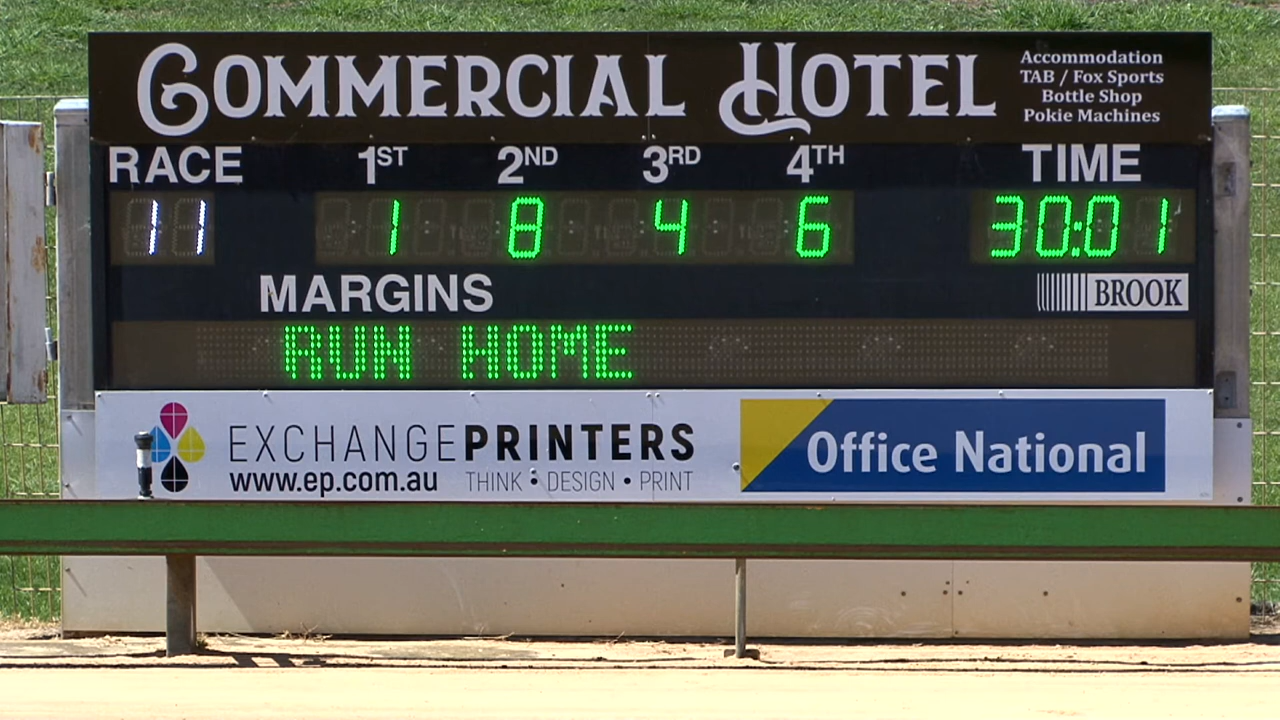 COMMERCIAL HOTEL
Accommodation
TAB / Fox Sports
Bottle Shop
Pokie Machines
RACE 1ST 2ND 3RD 4TH TIME
11 1 8 4 6 30:01
MARGINS
BROOK
RUN HOME
EXCHANGEPRINTERS
www.ep.com.au THINK • DESIGN • PRINT
Office National